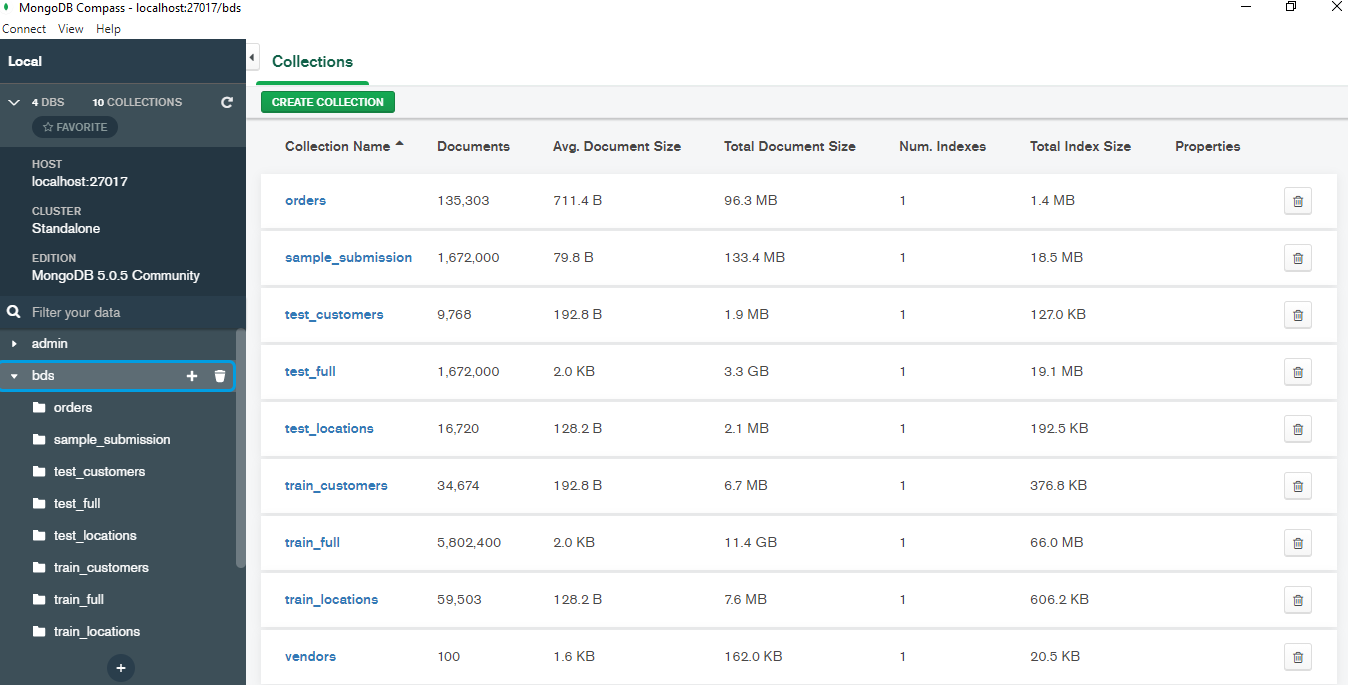 MongoDB Compass - localhost:27017/bds
Connect View Help
Local
4 DBS 10 COLLECTIONS
FAVORITE
HOST
localhost:27017
CLUSTER
Standalone
EDITION
MongoDB 5.0.5 Community
Filter your data
admin
bds
orders
sample_submission
test_customers
test_full
test_locations
train_customers
train_full
train_locations
Collections
CREATE COLLECTION
Collection Name Documents Avg. Document Size Total Document Size Num. Indexes Total Index Size Properties
orders 135,303 711.4 B 96.3 MB 1 1.4 MB
sample_submission 1,672,000 79.8 B 133.4 MB 1 18.5 MB
test_customers 9,768 192.8 B 1.9 MB 1 127.0 KB
test_full 1,672,000 2.0 KB 3.3 GB 1 19.1 MB
test_locations 16,720 128.2 B 2.1 MB 1 192.5 KB
train_customers 34,674 192.8 B 6.7 MB 1 376.8 KB
train_full 5,802,400 2.0 KB 11.4 GB 1 66.0 MB
train_locations 59,503 128.2 B 7.6 MB 1 606.2 KB
vendors 100 1.6 KB 162.0 KB 1 20.5 KB